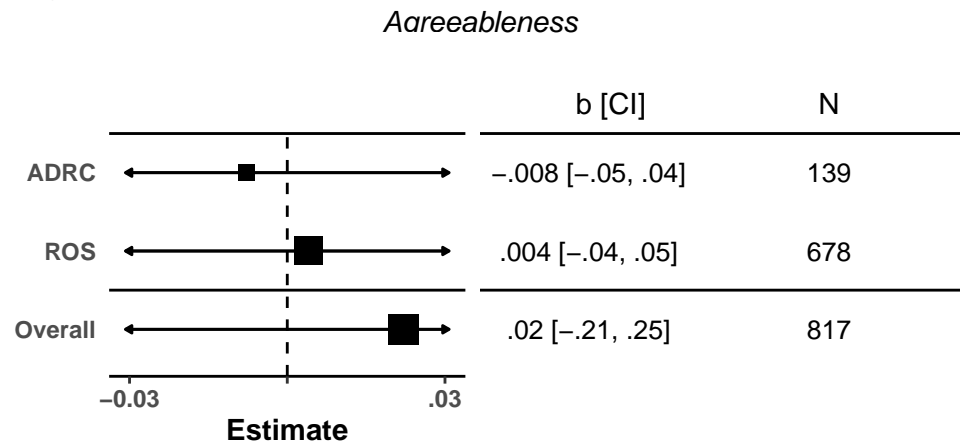 Agreeableness
b [CI] N
ADRC −.008 [−.05, .04] 139
ROS .004 [−.04, .05] 678
Overall .02 [−.21, .25] 817
−0.03 .03
Estimate